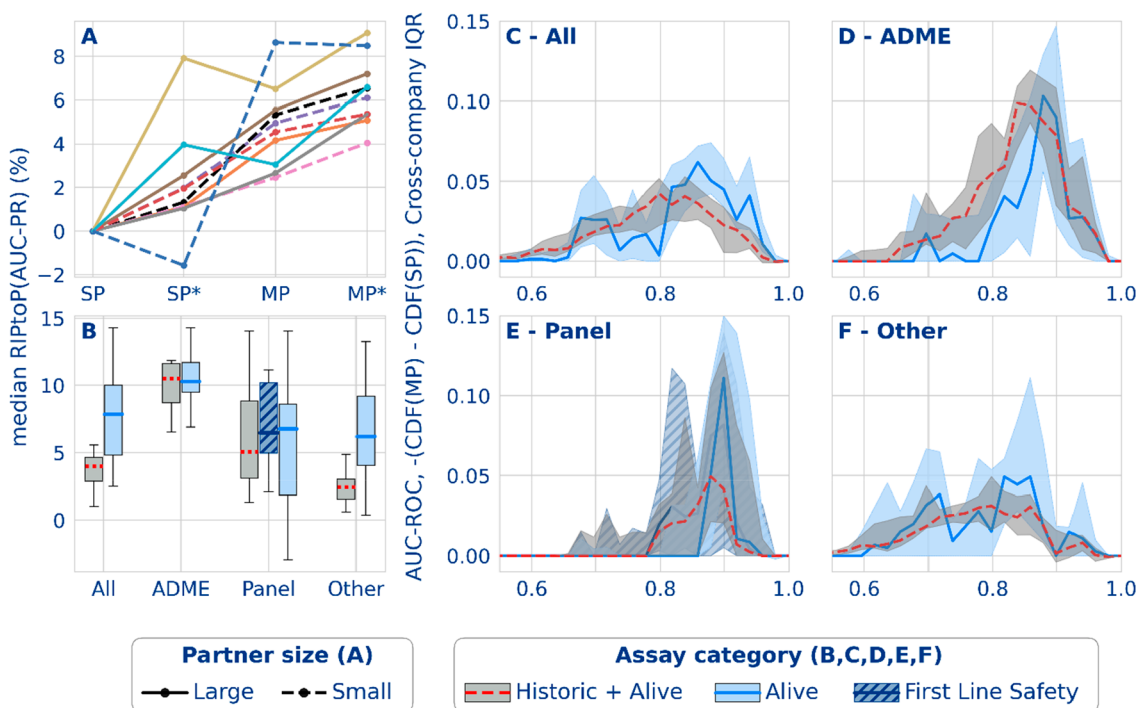 A
8
6
4
2
0
−2
SP
SP*
MP
MP*
median RIPtoP(AUC-PR) (%)
B
15
10
5
0
All
ADME
Panel
Other
AUC-ROC, -(CDF(MP) - CDF(SP)), Cross-company IQR
C - All
0.15
0.10
0.05
0.00
0.6
0.8
1.0
D - ADME
0.6
0.8
1.0
E - Panel
0.15
0.10
0.05
0.00
0.6
0.8
1.0
F - Other
0.6
0.8
1.0
Partner size (A)
Large
Small
Assay category (B,C,D,E,F)
Historic + Alive
Alive
First Line Safety